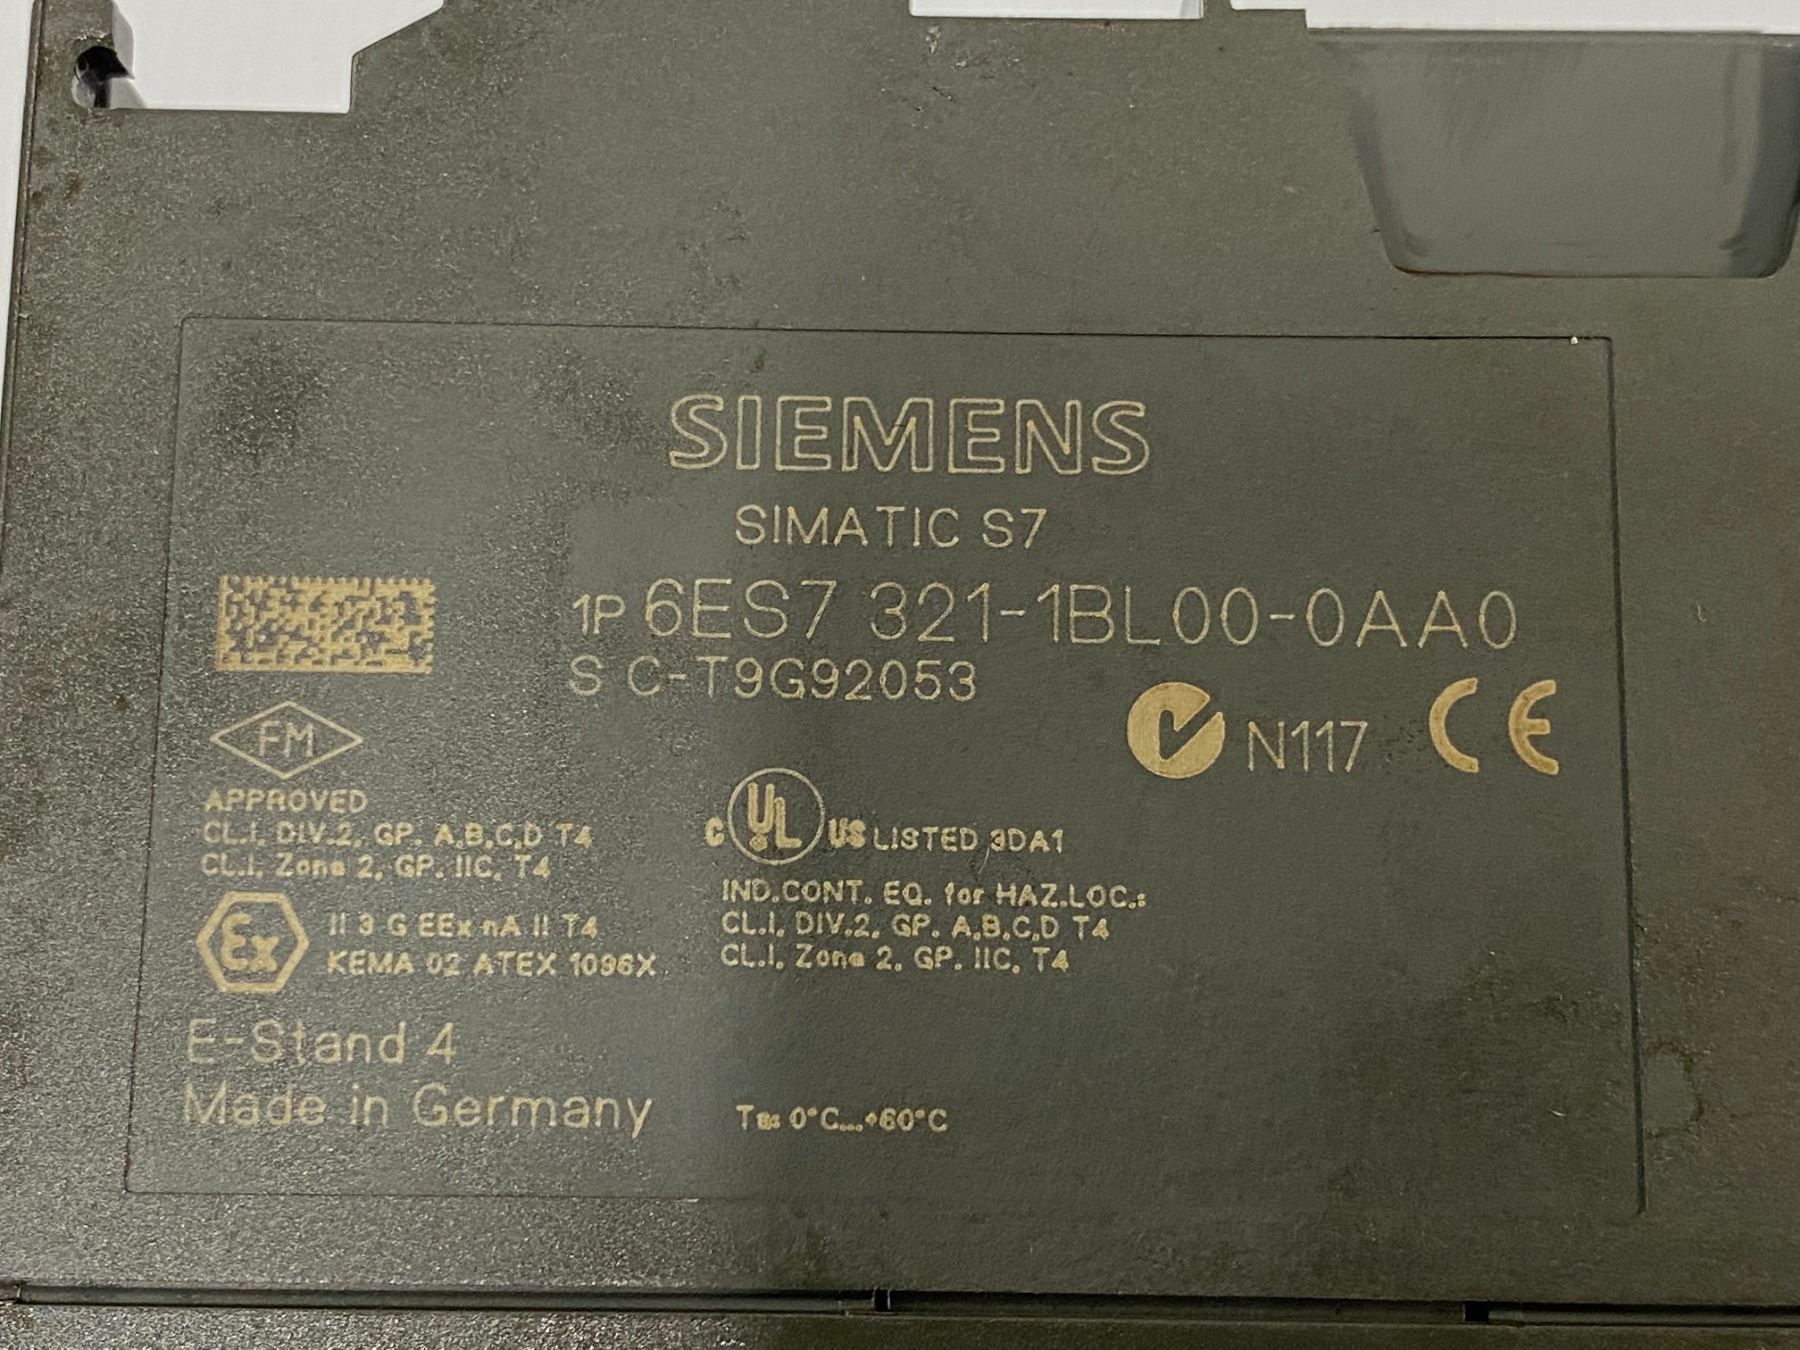 SIEMENS
SIMATIC S7
1P 6ES7 321-1BL00-0AA0
S C-T9G92053
N117 CE
FM
APPROVED
CL.I, DIV.2, GP. A,B,C,D T4
CL.I, Zone 2, GP. IIC, T4
C UL US LISTED 3DA1
IND.CONT. EQ. for HAZ.LOC.:
CL.I, DIV.2, GP. A,B,C,D T4
CL.I, Zone 2, GP. IIC, T4
Ex II 3 G EEx nA II T4
KEMA 02 ATEX 1096X
E-Stand 4
Made in Germany
Ta: 0°C...+60°C